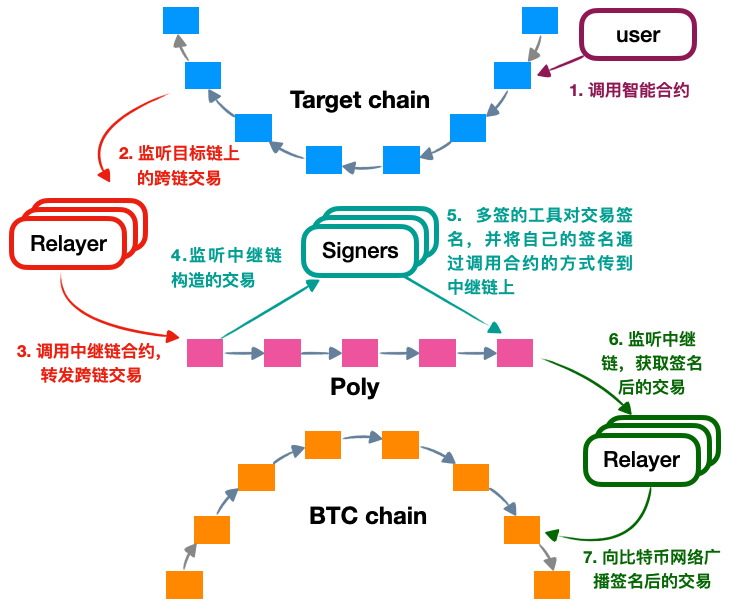 user
Target chain
1. 调用智能合约
2. 监听目标链上
的跨链交易
Relayer
4.监听中继链
构造的交易
Signers
5. 多签的工具对交易签
名，并将自己的签名通
过调用合约的方式传到
中继链上
3. 调用中继链合约，
转发跨链交易
Poly
6. 监听中继
链，获取签名
后的交易
Relayer
BTC chain
7. 向比特币网络广
播签名后的交易